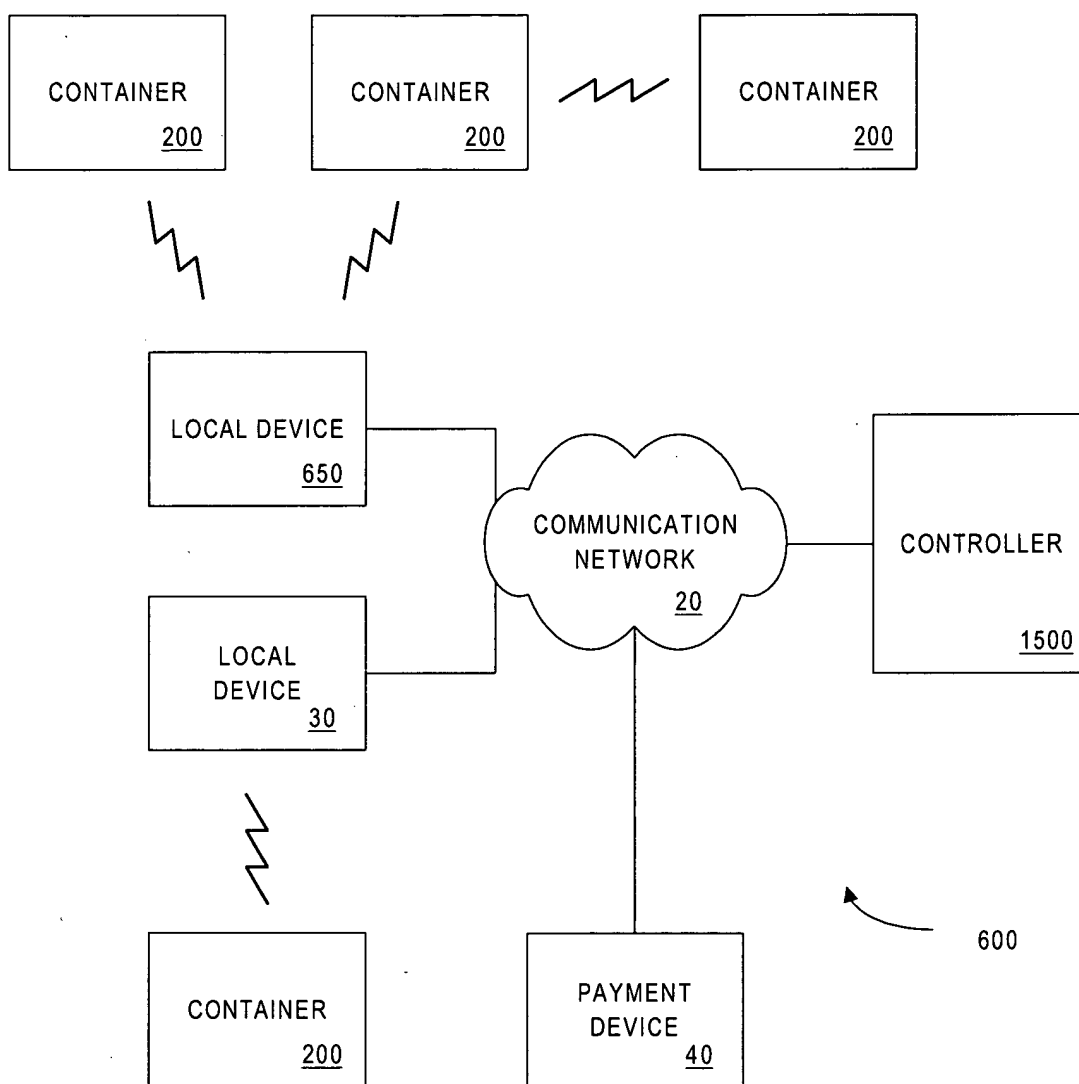 CONTAINER
200
CONTAINER
200
CONTAINER
200
LOCAL DEVICE
650
COMMUNICATION
NETWORK
20
CONTROLLER
1500
LOCAL
DEVICE
30
600
CONTAINER
200
PAYMENT
DEVICE
40